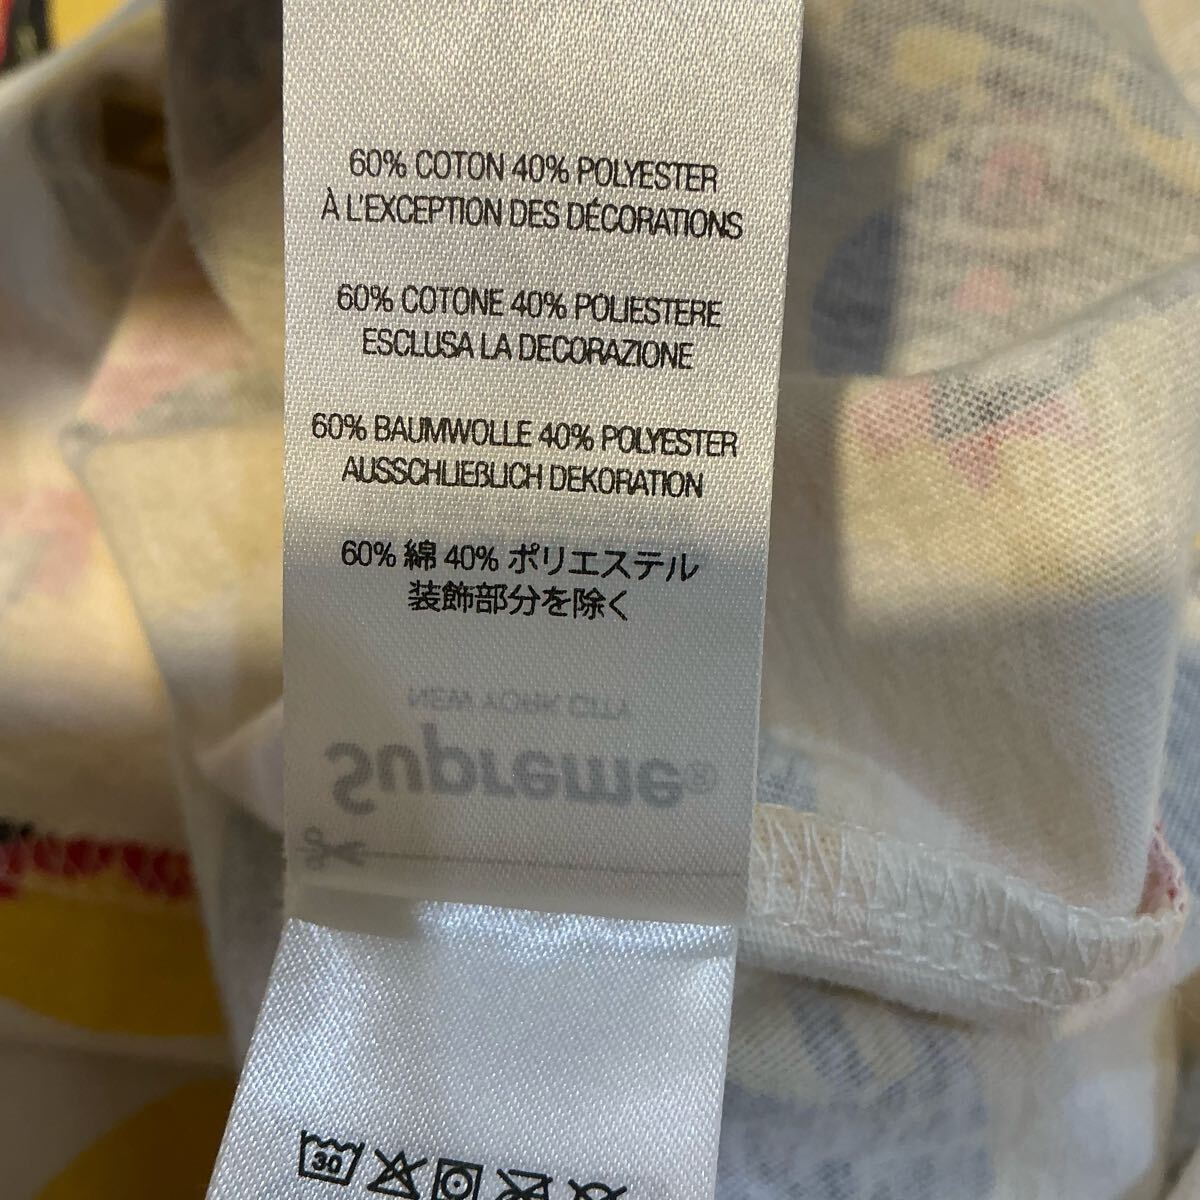 60% COTON 40% POLYESTER
À L'EXCEPTION DES DÉCORATIONS
60% COTONE 40% POLIESTERE
ESCLUSA LA DECORAZIONE
60% BAUMWOLLE 40% POLYESTER
AUSSCHLIEßLICH DEKORATION
60% 綿 40% ポリエステル
装飾部分を除く
NEW YORK CITY
Supreme®
30